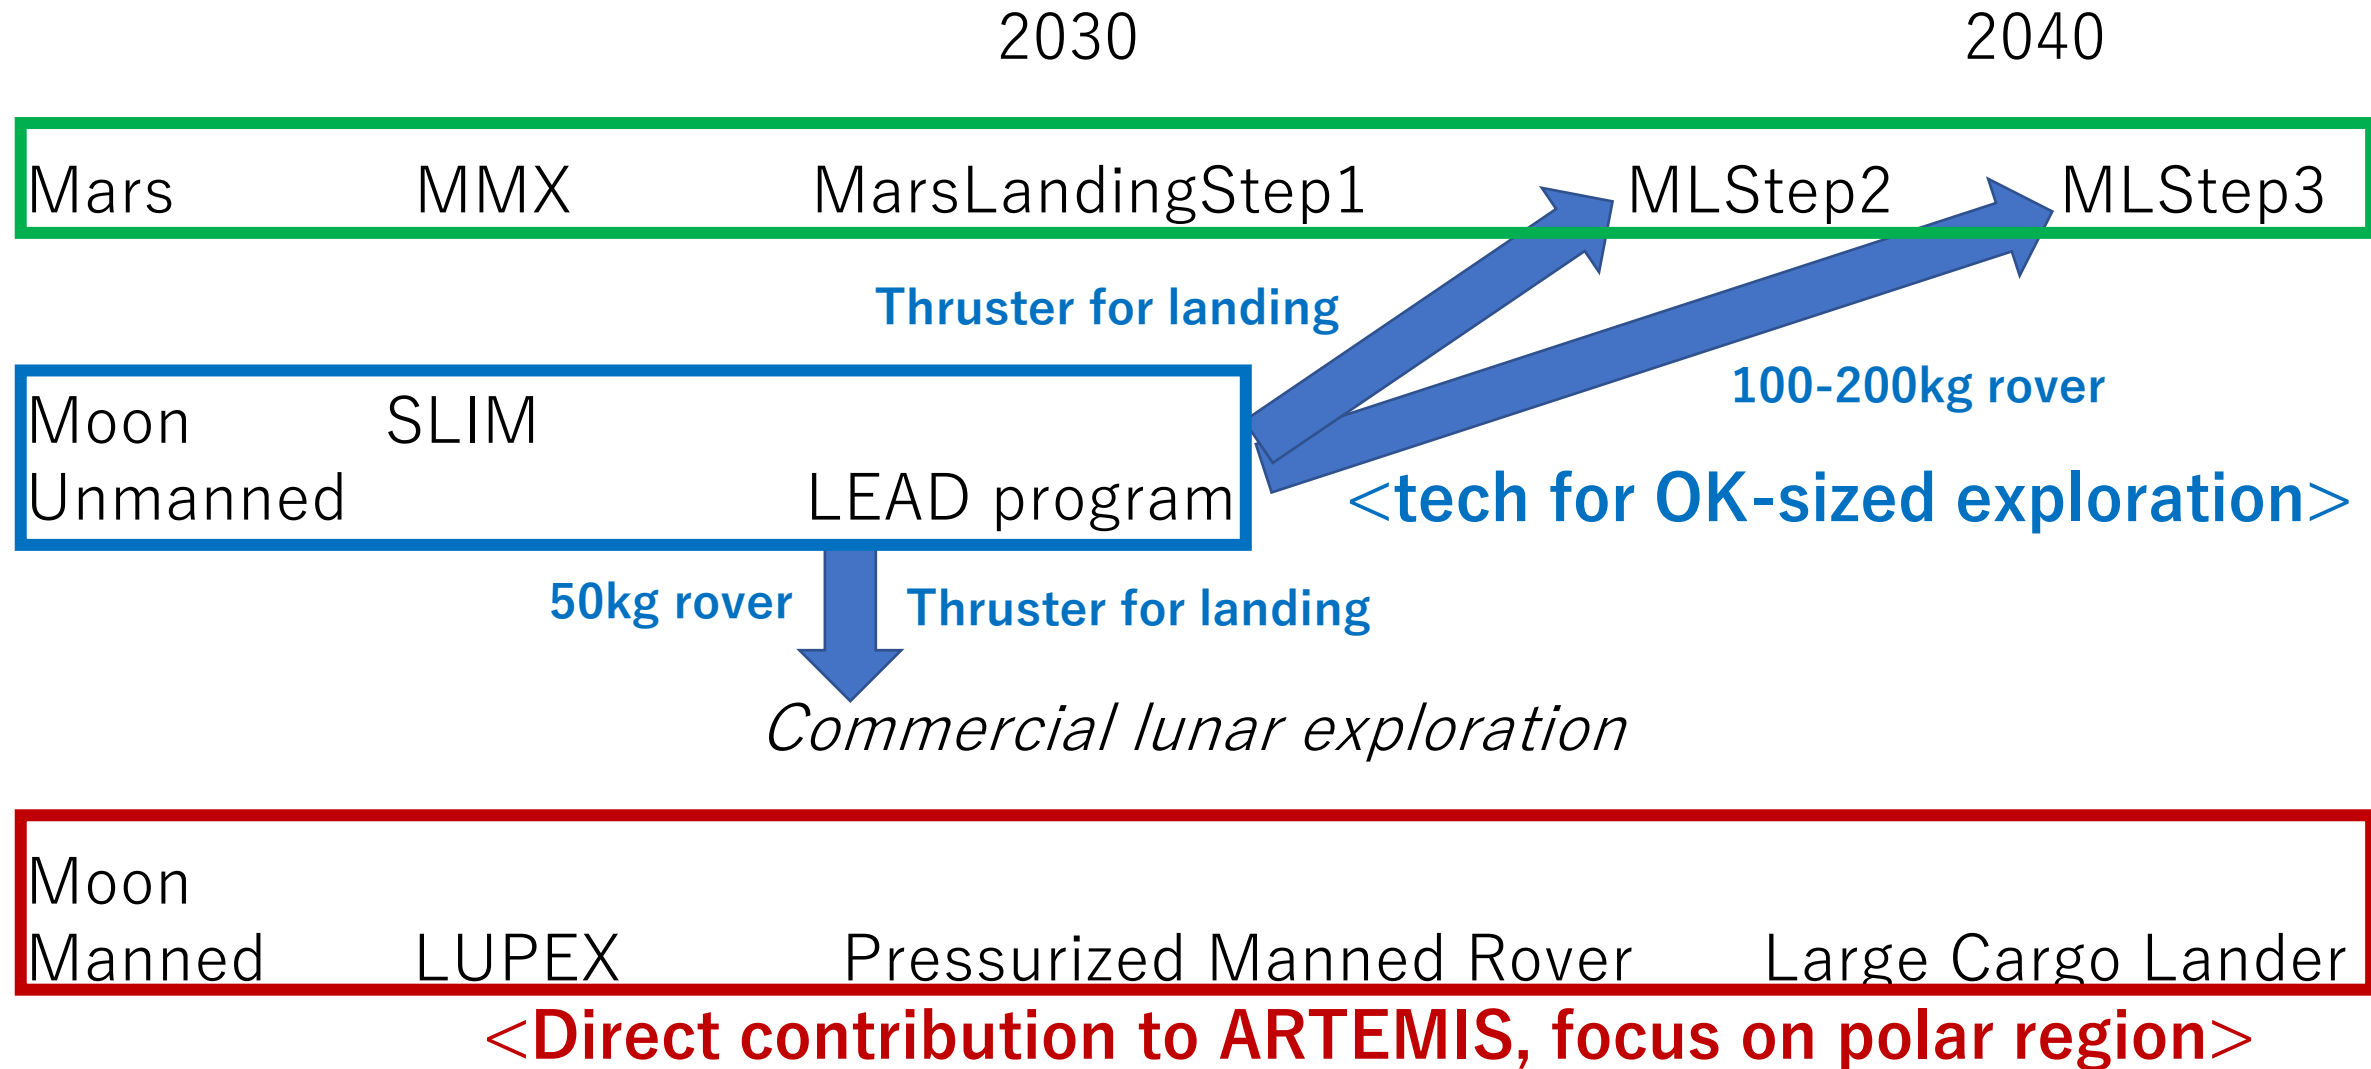 2030 2040
Mars MMX MarsLandingStep1 MLStep2 MLStep3
Thruster for landing
100-200kg rover
Moon SLIM
Unmanned LEAD program
<tech for OK-sized exploration>
50kg rover Thruster for landing
Commercial lunar exploration
Moon
Manned LUPEX Pressurized Manned Rover Large Cargo Lander
<Direct contribution to ARTEMIS, focus on polar region>